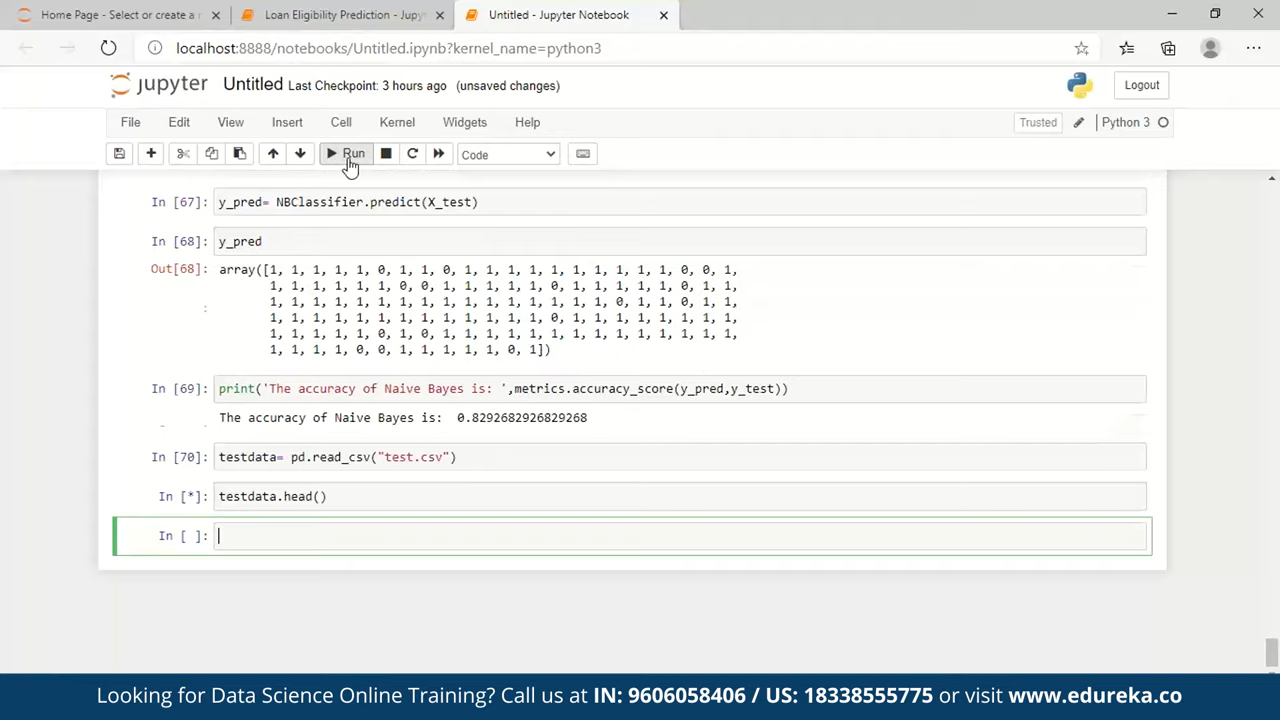 Home Page - Select or create a n
Loan Eligibility Prediction - Jupyt
Untitled - Jupyter Notebook
localhost:8888/notebooks/Untitled.ipynb?kernel_name=python3
jupyter Untitled Last Checkpoint: 3 hours ago (unsaved changes)
Logout
File Edit View Insert Cell Kernel Widgets Help
Trusted
Python 3
Run
Code
In [67]: y_pred= NBClassifier.predict(X_test)
In [68]: y_pred
Out[68]: array([1, 1, 1, 1, 1, 0, 1, 1, 0, 1, 1, 1, 1, 1, 1, 1, 1, 1, 1, 0, 0, 1,
1, 1, 1, 1, 1, 1, 0, 0, 1, 1, 1, 1, 1, 0, 1, 1, 1, 1, 1, 0, 1, 1,
1, 1, 1, 1, 1, 1, 1, 1, 1, 1, 1, 1, 1, 1, 1, 1, 0, 1, 1, 0, 1, 1,
1, 1, 1, 1, 1, 1, 1, 1, 1, 1, 1, 1, 1, 0, 1, 1, 1, 1, 1, 1, 1, 1,
1, 1, 1, 1, 1, 0, 1, 0, 1, 1, 1, 1, 1, 1, 1, 1, 1, 1, 1, 1, 1, 1,
1, 1, 1, 1, 0, 0, 1, 1, 1, 1, 1, 0, 1])
In [69]: print('The accuracy of Naive Bayes is: ',metrics.accuracy_score(y_pred,y_test))
The accuracy of Naive Bayes is:  0.8292682926829268
In [70]: testdata= pd.read_csv("test.csv")
In [*]: testdata.head()
In [ ]:
Looking for Data Science Online Training? Call us at IN: 9606058406 / US: 18338555775 or visit www.edureka.co